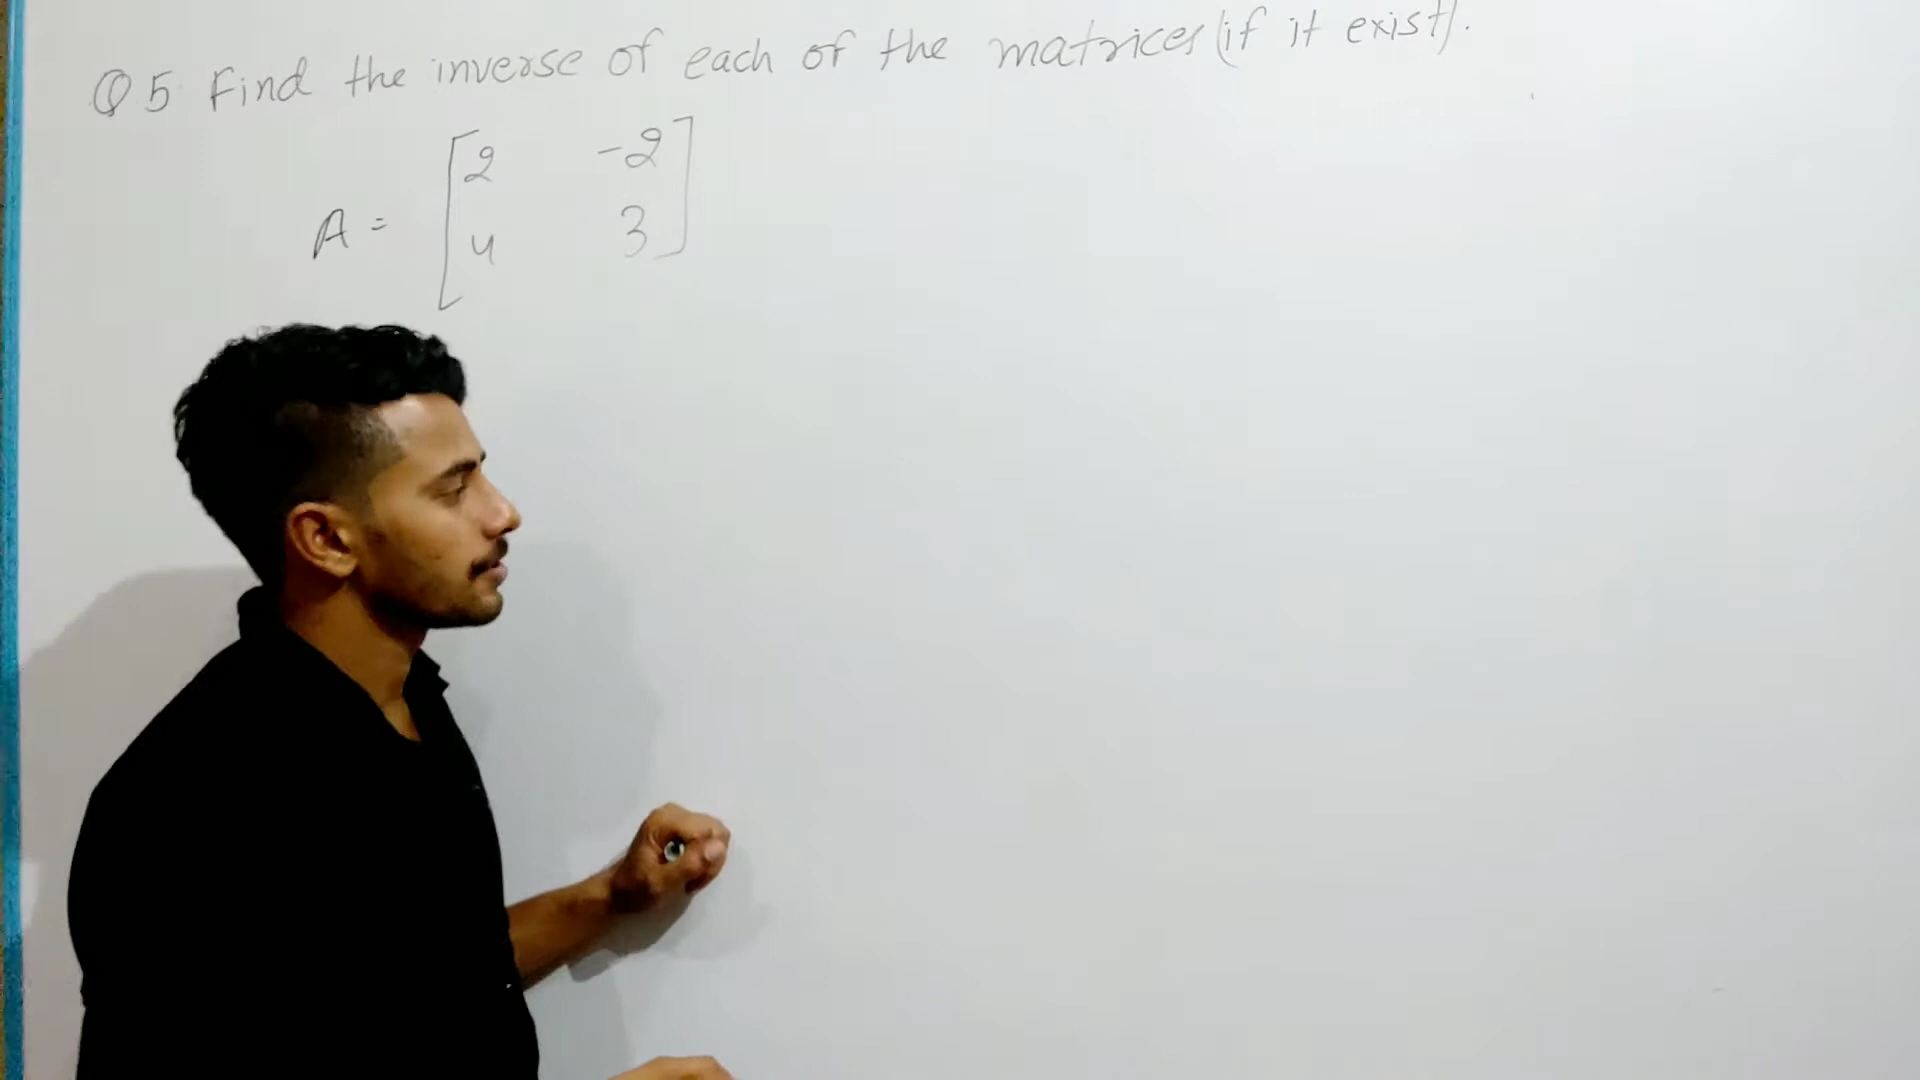 Q5 Find the inverse of each of the matrices (if it exist).
2 -2
A =
4 3